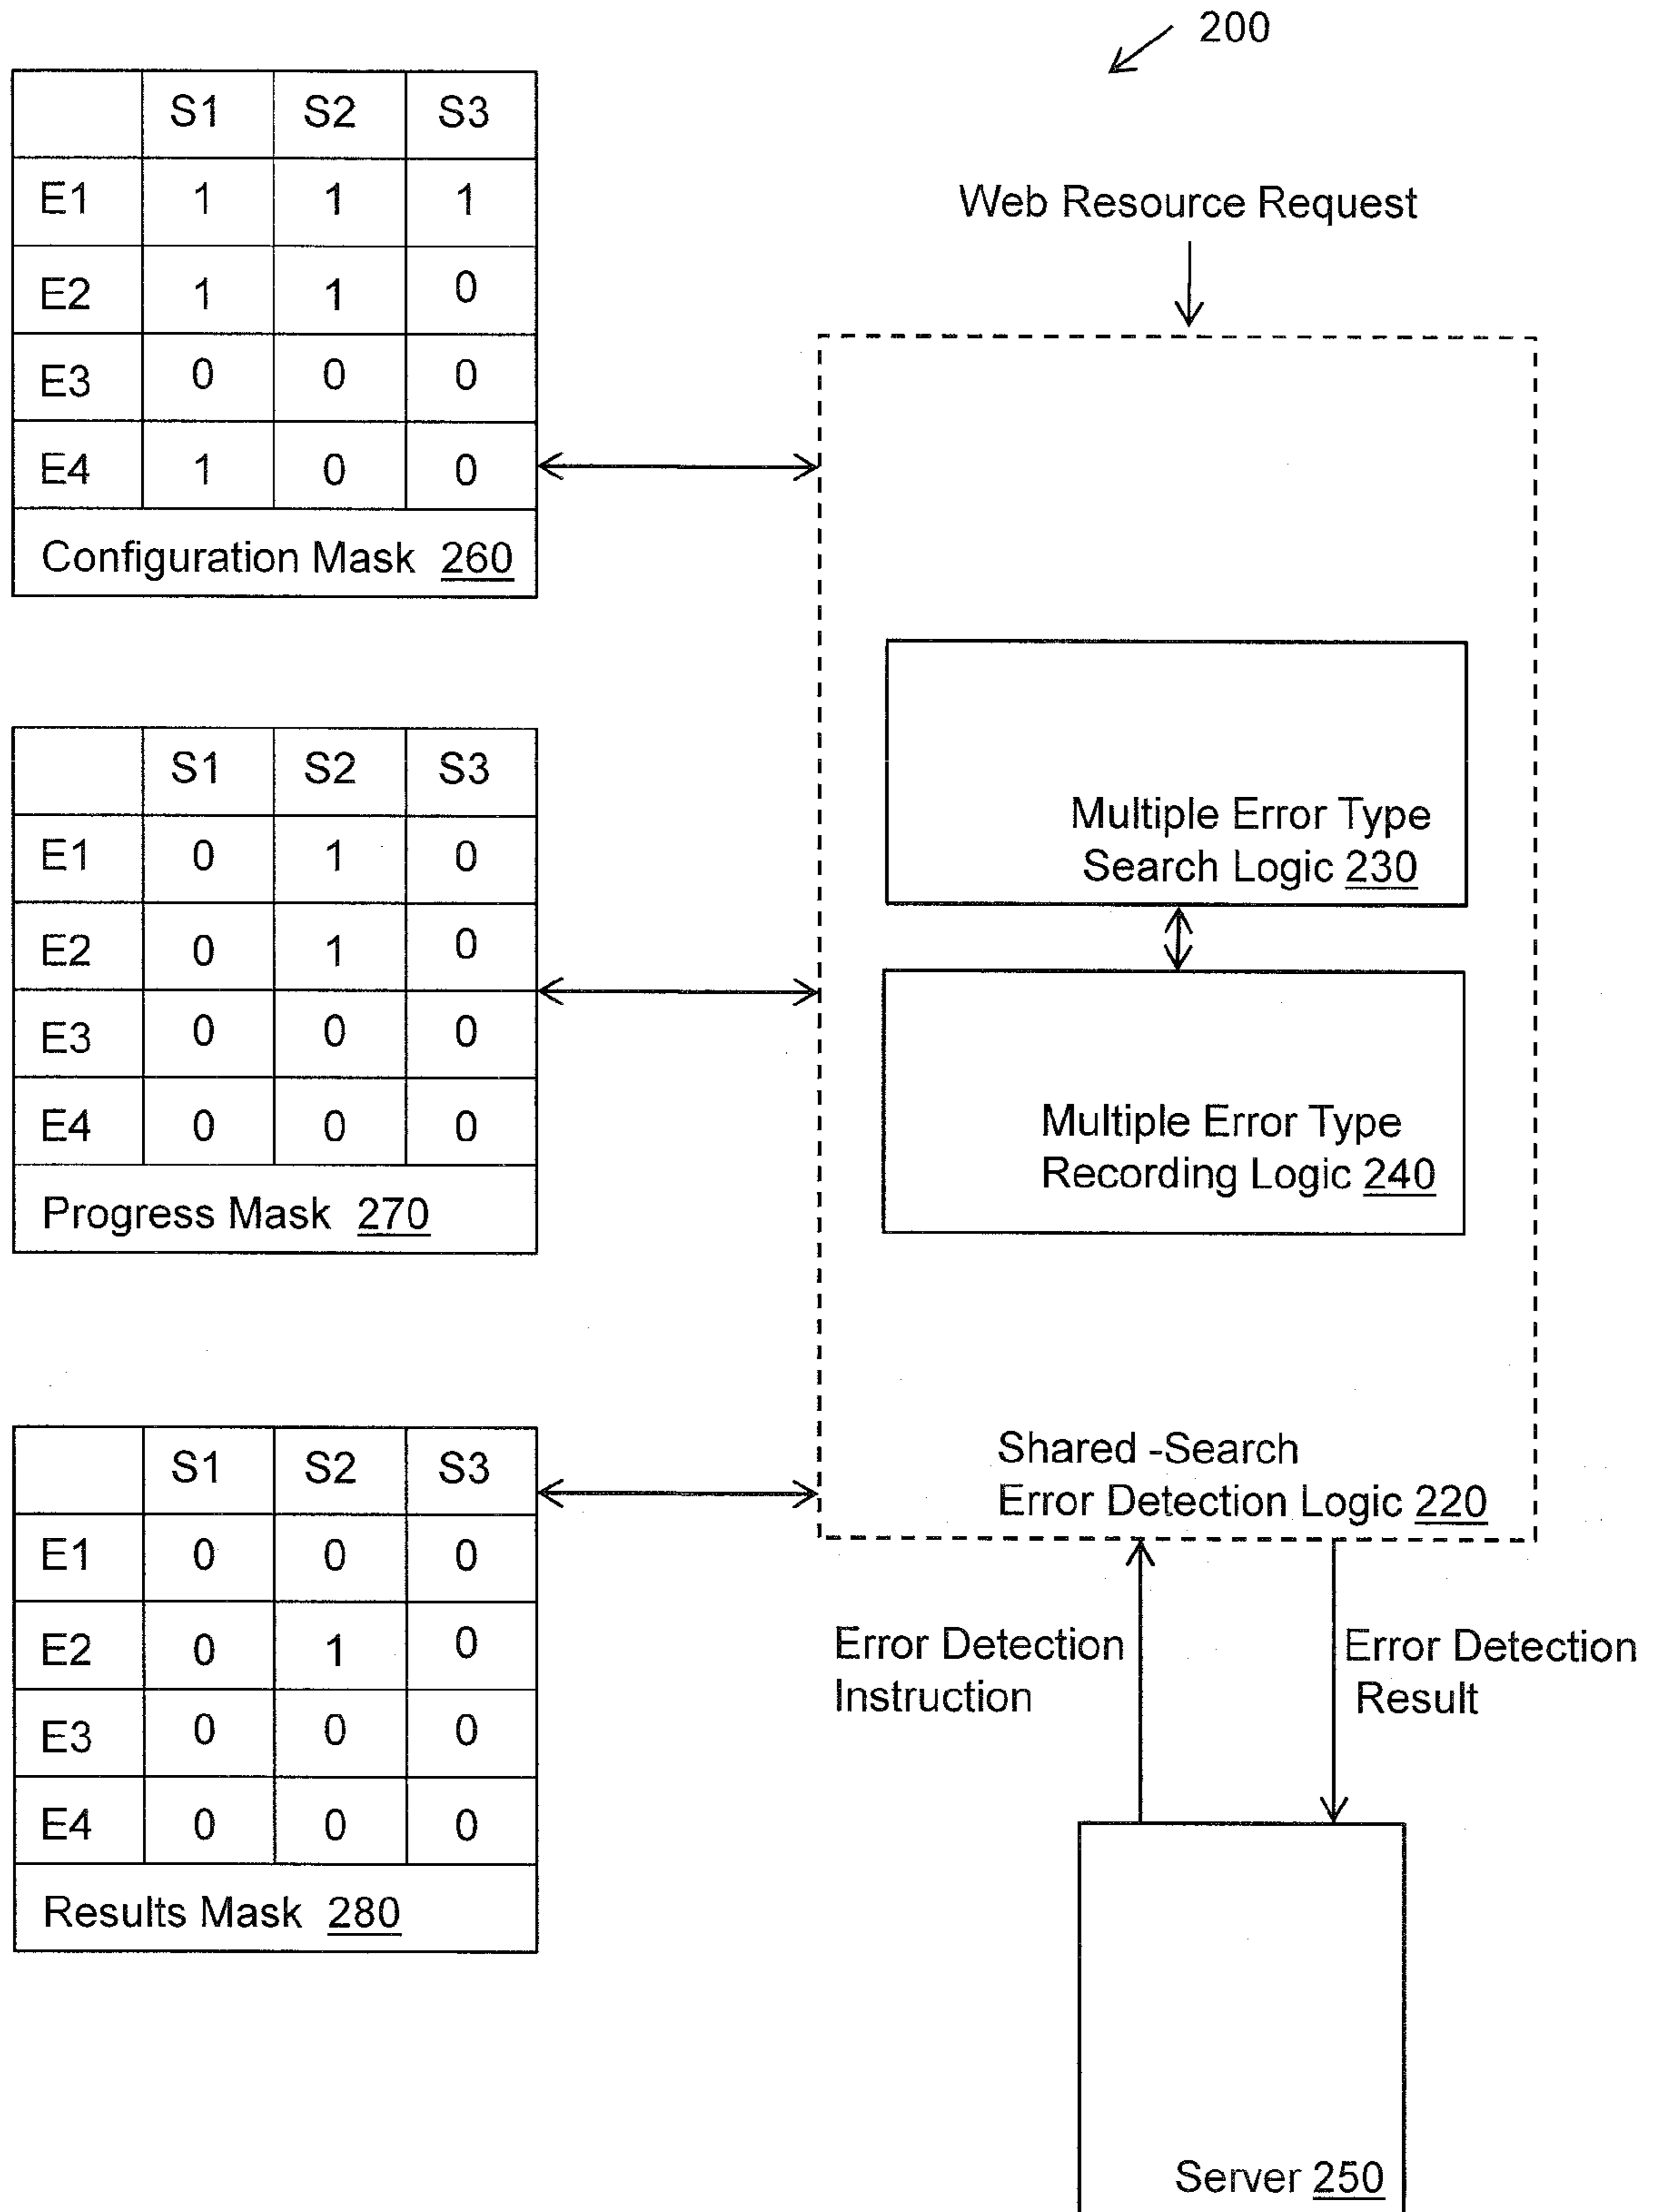 200
S1 S2 S3
E1 1 1 1
E2 1 1 0
E3 0 0 0
E4 1 0 0
Configuration Mask 260
Web Resource Request
S1 S2 S3
E1 0 1 0
E2 0 1 0
E3 0 0 0
E4 0 0 0
Progress Mask 270
Multiple Error Type
Search Logic 230
Multiple Error Type
Recording Logic 240
Shared -Search
Error Detection Logic 220
S1 S2 S3
E1 0 0 0
E2 0 1 0
E3 0 0 0
E4 0 0 0
Results Mask 280
Error Detection
Instruction
Error Detection
Result
Server 250